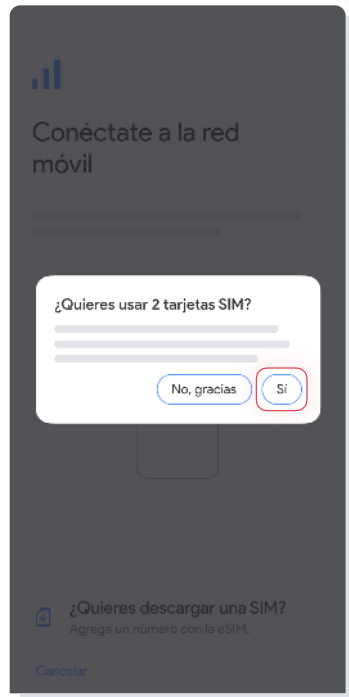 Conéctate a la red
móvil
¿Quieres usar 2 tarjetas SIM?
No, gracias
Sí
¿Quieres descargar una SIM?
Agrega un número con la eSIM.
Cancelar